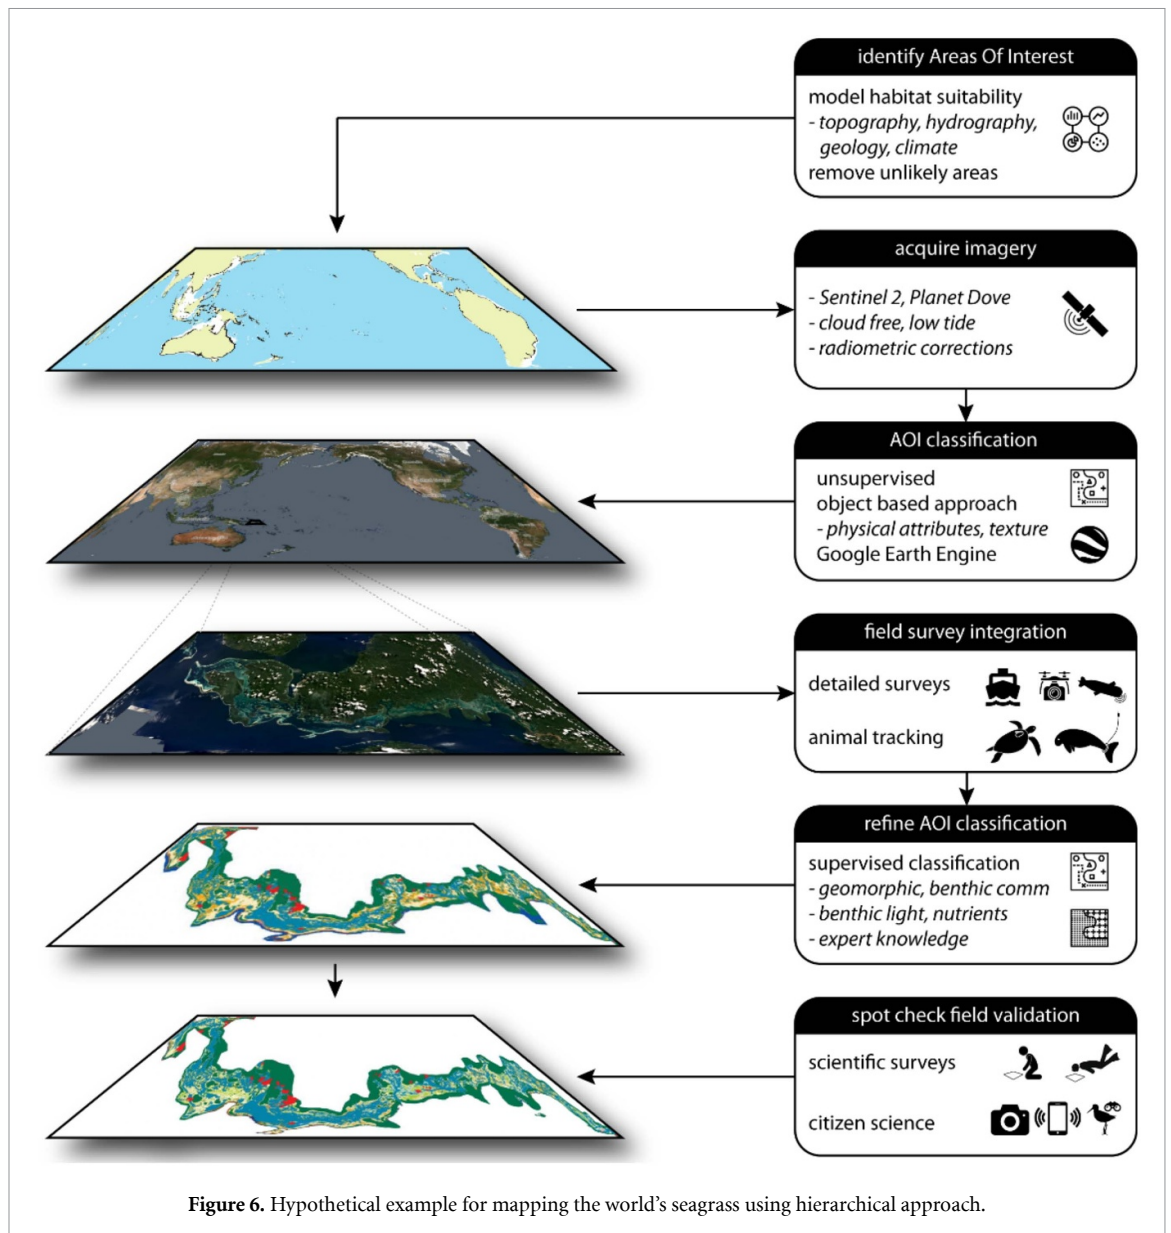 identify Areas Of Interest
model habitat suitability
- topography, hydrography,
geology, climate
remove unlikely areas
acquire imagery
- Sentinel 2, Planet Dove
- cloud free, low tide
- radiometric corrections
AOI classification
unsupervised
object based approach
- physical attributes, texture
Google Earth Engine
field survey integration
detailed surveys
animal tracking
refine AOI classification
supervised classification
- geomorphic, benthic comm
- benthic light, nutrients
- expert knowledge
spot check field validation
scientific surveys
citizen science
Figure 6. Hypothetical example for mapping the world's seagrass using hierarchical approach.